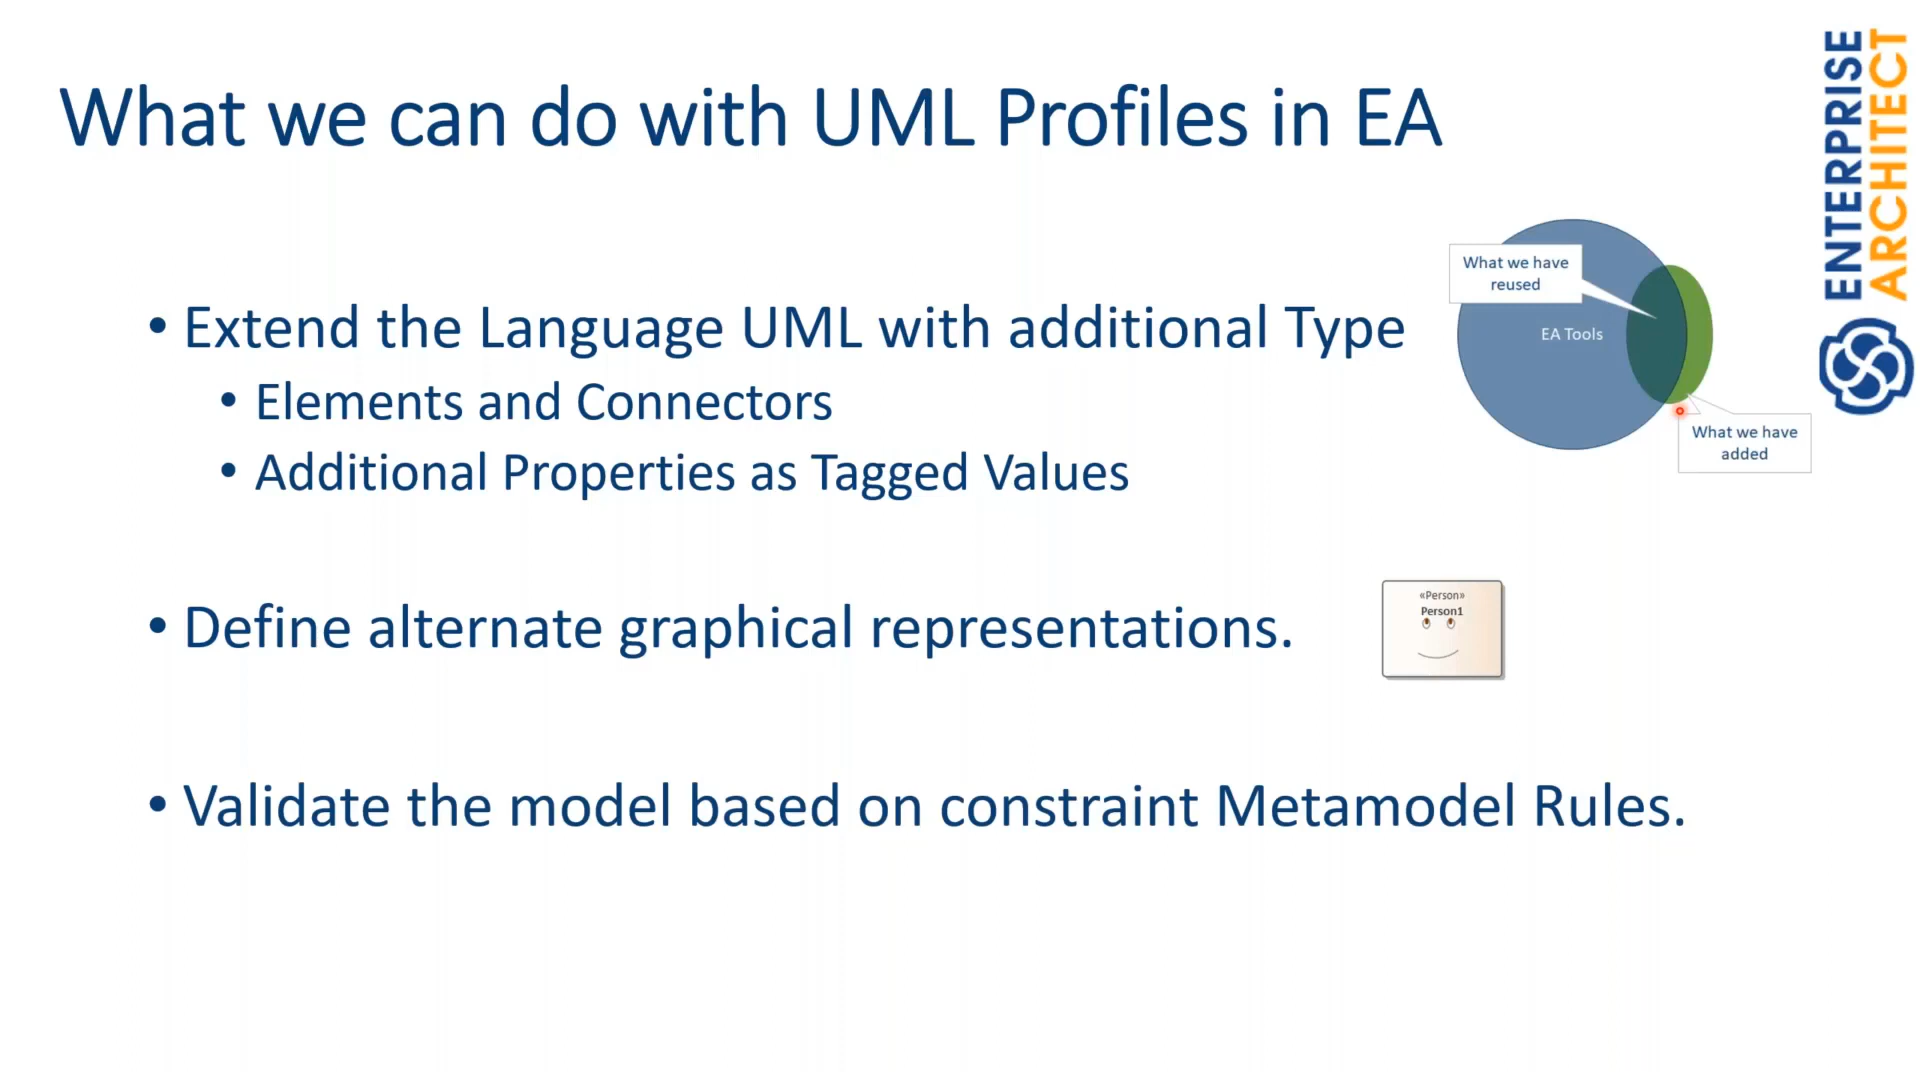 What we can do with UML Profiles in EA
• Extend the Language UML with additional Type
• Elements and Connectors
• Additional Properties as Tagged Values
• Define alternate graphical representations.
• Validate the model based on constraint Metamodel Rules.
What we have
reused
EA Tools
What we have
added
«Person»
Person1
ENTERPRISE
ARCHITECT